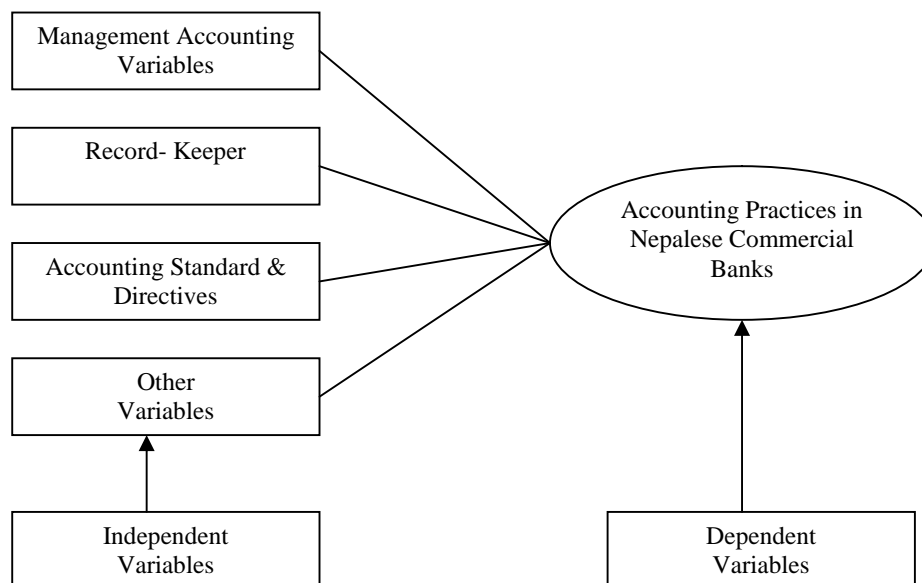 Management Accounting
Variables
Record- Keeper
Accounting Standard &
Directives
Other
Variables
Independent
Variables
Accounting Practices in
Nepalese Commercial
Banks
Dependent
Variables